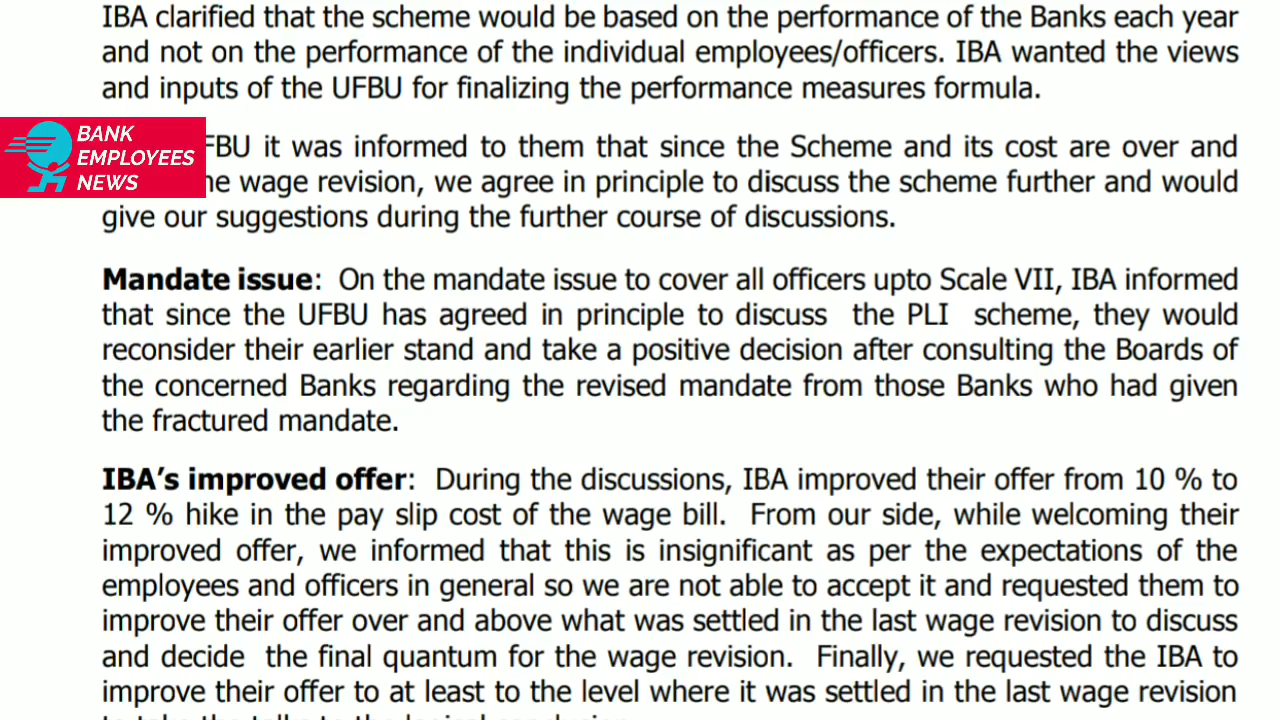 IBA clarified that the scheme would be based on the performance of the Banks each year
and not on the performance of the individual employees/officers. IBA wanted the views
and inputs of the UFBU for finalizing the performance measures formula.
BANK
EMPLOYEES
NEWS
FBU it was informed to them that since the Scheme and its cost are over and
he wage revision, we agree in principle to discuss the scheme further and would
give our suggestions during the further course of discussions.
Mandate issue: On the mandate issue to cover all officers upto Scale VII, IBA informed
that since the UFBU has agreed in principle to discuss the PLI scheme, they would
reconsider their earlier stand and take a positive decision after consulting the Boards of
the concerned Banks regarding the revised mandate from those Banks who had given
the fractured mandate.
IBA's improved offer: During the discussions, IBA improved their offer from 10 % to
12 % hike in the pay slip cost of the wage bill. From our side, while welcoming their
improved offer, we informed that this is insignificant as per the expectations of the
employees and officers in general so we are not able to accept it and requested them to
improve their offer over and above what was settled in the last wage revision to discuss
and decide the final quantum for the wage revision. Finally, we requested the IBA to
improve their offer to at least to the level where it was settled in the last wage revision